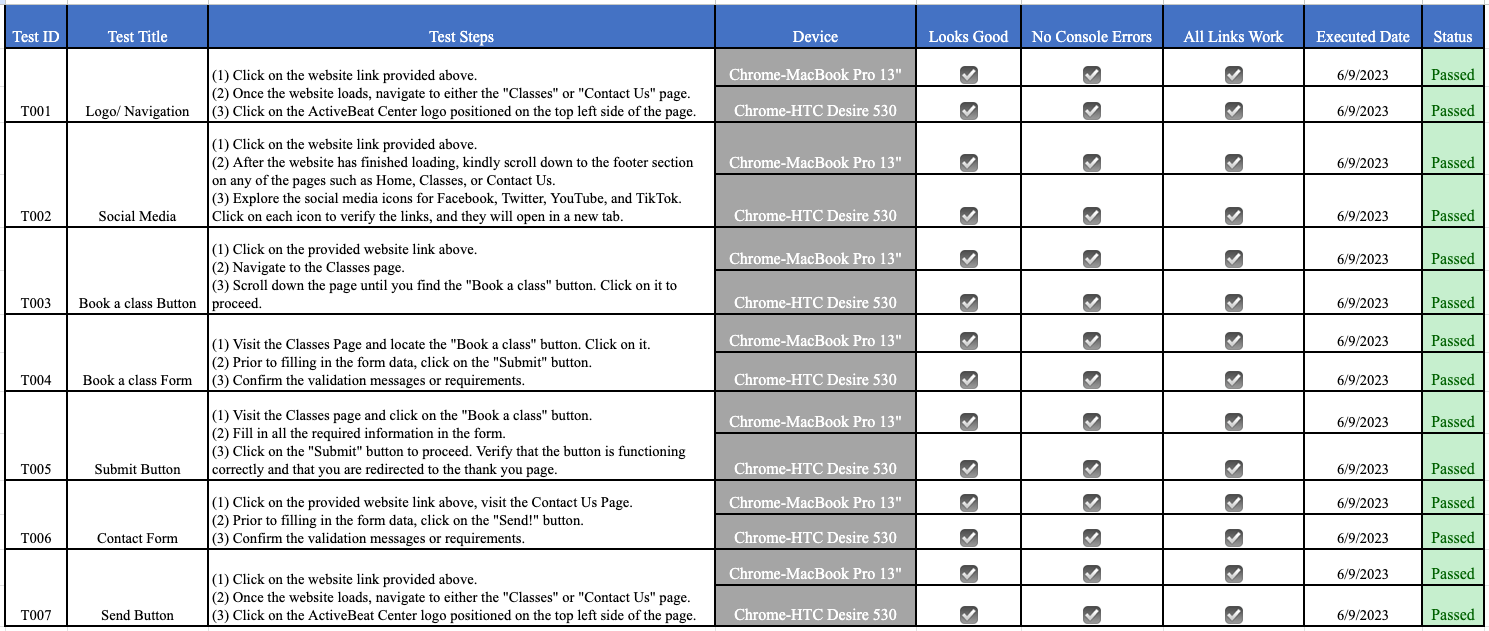 Test ID Test Title Test Steps Device Looks Good No Console Errors All Links Work Executed Date Status
T001 Logo/ Navigation
(1) Click on the website link provided above.
(2) Once the website loads, navigate to either the "Classes" or "Contact Us" page.
(3) Click on the ActiveBeat Center logo positioned on the top left side of the page.
Chrome-MacBook Pro 13" 6/9/2023 Passed
Chrome-HTC Desire 530 6/9/2023 Passed
T002 Social Media
(1) Click on the website link provided above.
(2) After the website has finished loading, kindly scroll down to the footer section
on any of the pages such as Home, Classes, or Contact Us.
(3) Explore the social media icons for Facebook, Twitter, YouTube, and TikTok.
Click on each icon to verify the links, and they will open in a new tab.
Chrome-MacBook Pro 13" 6/9/2023 Passed
Chrome-HTC Desire 530 6/9/2023 Passed
T003 Book a class Button
(1) Click on the provided website link above.
(2) Navigate to the Classes page.
(3) Scroll down the page until you find the "Book a class" button. Click on it to
proceed.
Chrome-MacBook Pro 13" 6/9/2023 Passed
Chrome-HTC Desire 530 6/9/2023 Passed
T004 Book a class Form
(1) Visit the Classes Page and locate the "Book a class" button. Click on it.
(2) Prior to filling in the form data, click on the "Submit" button.
(3) Confirm the validation messages or requirements.
Chrome-MacBook Pro 13" 6/9/2023 Passed
Chrome-HTC Desire 530 6/9/2023 Passed
T005 Submit Button
(1) Visit the Classes page and click on the "Book a class" button.
(2) Fill in all the required information in the form.
(3) Click on the "Submit" button to proceed. Verify that the button is functioning
correctly and that you are redirected to the thank you page.
Chrome-MacBook Pro 13" 6/9/2023 Passed
Chrome-HTC Desire 530 6/9/2023 Passed
T006 Contact Form
(1) Click on the provided website link above, visit the Contact Us Page.
(2) Prior to filling in the form data, click on the "Send!" button.
(3) Confirm the validation messages or requirements.
Chrome-MacBook Pro 13" 6/9/2023 Passed
Chrome-HTC Desire 530 6/9/2023 Passed
T007 Send Button
(1) Click on the website link provided above.
(2) Once the website loads, navigate to either the "Classes" or "Contact Us" page.
(3) Click on the ActiveBeat Center logo positioned on the top left side of the page.
Chrome-MacBook Pro 13" 6/9/2023 Passed
Chrome-HTC Desire 530 6/9/2023 Passed